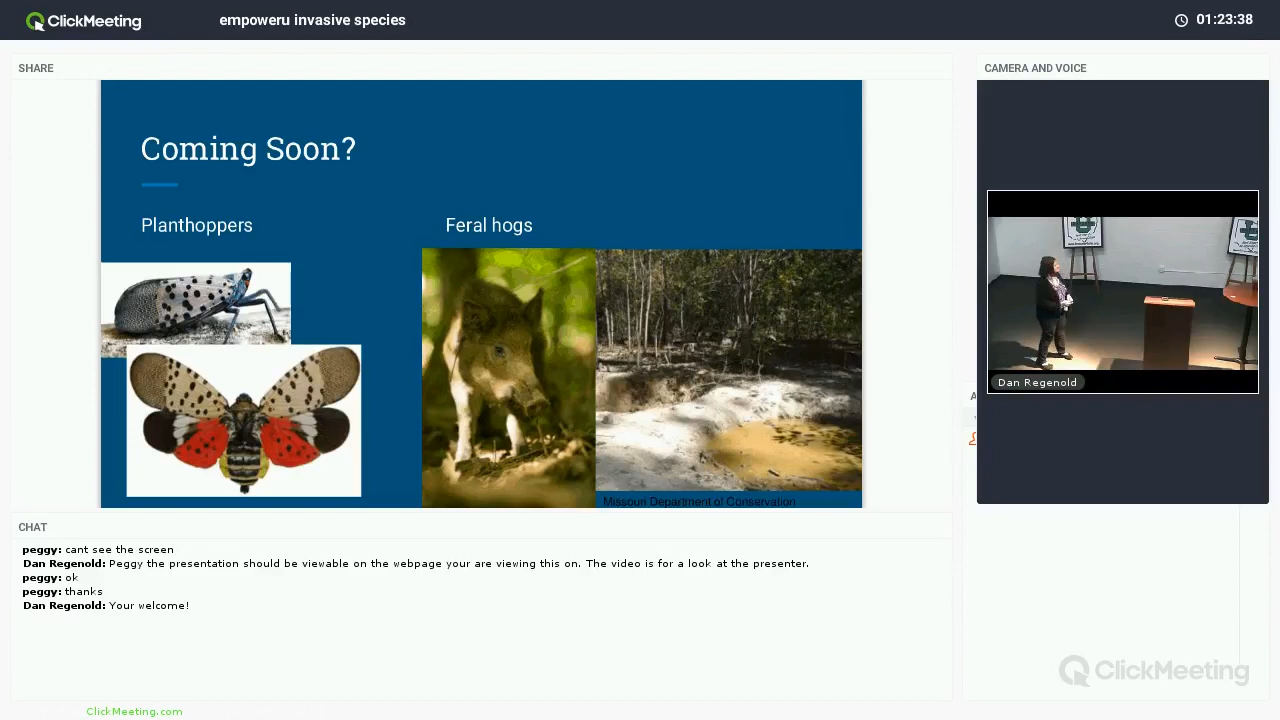 ClickMeeting
empoweru invasive species
01:23:38
SHARE
CAMERA AND VOICE
Coming Soon?
Planthoppers
Feral hogs
Missouri Department of Conservation
Dan Regenold
A
CHAT
peggy: cant see the screen
Dan Regenold: Peggy the presentation should be viewable on the webpage your are viewing this on. The video is for a look at the presenter.
peggy: ok
peggy: thanks
Dan Regenold: Your welcome!
ClickMeeting
ClickMeeting.com